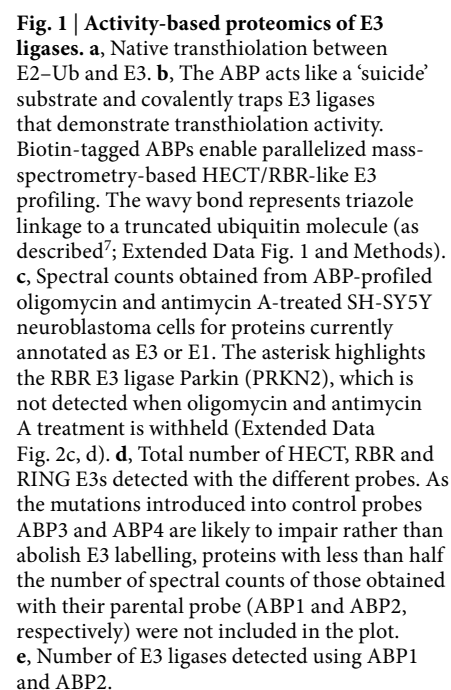 Fig. 1 | Activity-based proteomics of E3
ligases. a, Native transthiolation between
E2–Ub and E3. b, The ABP acts like a ‘suicide’
substrate and covalently traps E3 ligases
that demonstrate transthiolation activity.
Biotin-tagged ABPs enable parallelized mass-
spectrometry-based HECT/RBR-like E3
profiling. The wavy bond represents triazole
linkage to a truncated ubiquitin molecule (as
described7; Extended Data Fig. 1 and Methods).
c, Spectral counts obtained from ABP-profiled
oligomycin and antimycin A-treated SH-SY5Y
neuroblastoma cells for proteins currently
annotated as E3 or E1. The asterisk highlights
the RBR E3 ligase Parkin (PRKN2), which is
not detected when oligomycin and antimycin
A treatment is withheld (Extended Data
Fig. 2c, d). d, Total number of HECT, RBR and
RING E3s detected with the different probes. As
the mutations introduced into control probes
ABP3 and ABP4 are likely to impair rather than
abolish E3 labelling, proteins with less than half
the number of spectral counts of those obtained
with their parental probe (ABP1 and ABP2,
respectively) were not included in the plot.
e, Number of E3 ligases detected using ABP1
and ABP2.